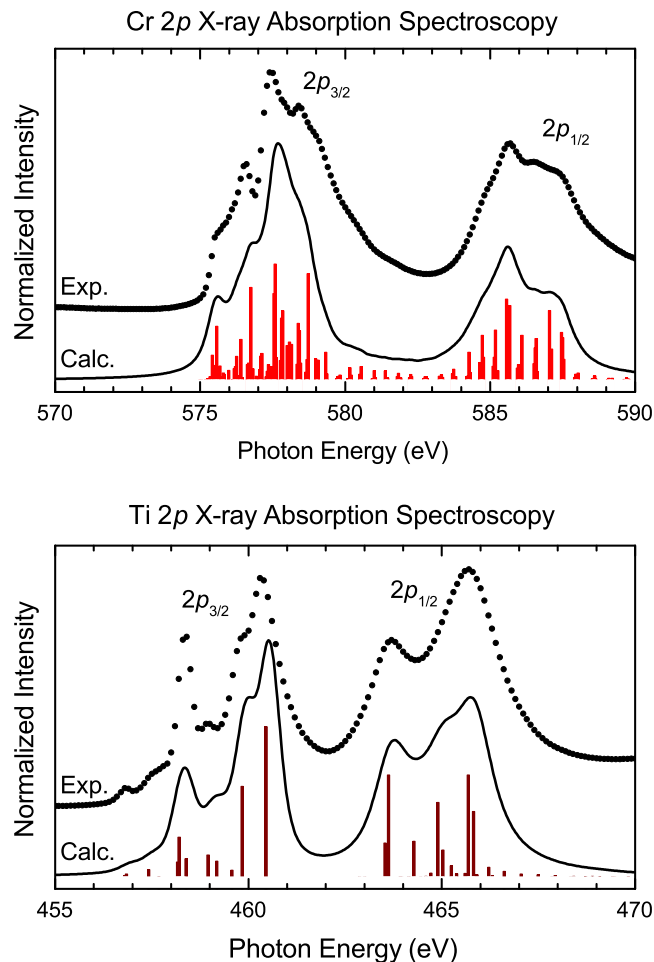 Cr 2p X-ray Absorption Spectroscopy
2p3/2
2p1/2
Normalized Intensity
Exp.
Calc.
570 575 580 585 590
Photon Energy (eV)
Ti 2p X-ray Absorption Spectroscopy
2p3/2
2p1/2
Normalized Intensity
Exp.
Calc.
455 460 465 470
Photon Energy (eV)